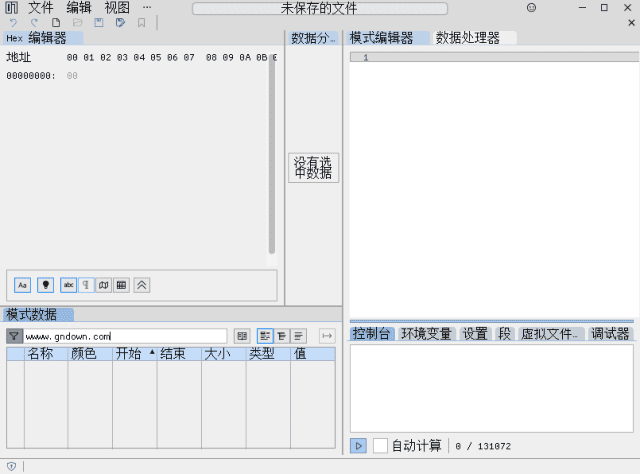 文件 编辑 视图 ... 未保存的文件
Hex 编辑器
数据分...
模式编辑器 数据处理器
地址 00 01 02 03 04 05 06 07 08 09 0A 0B
00000000: 00
1
没有选
中数据
Aa abc
模式数据
wwww.gndown.com
名称 颜色 开始 结束 大小 类型 值
控制台 环境变量 设置 段 虚拟文件... 调试器
自动计算 0 / 131072